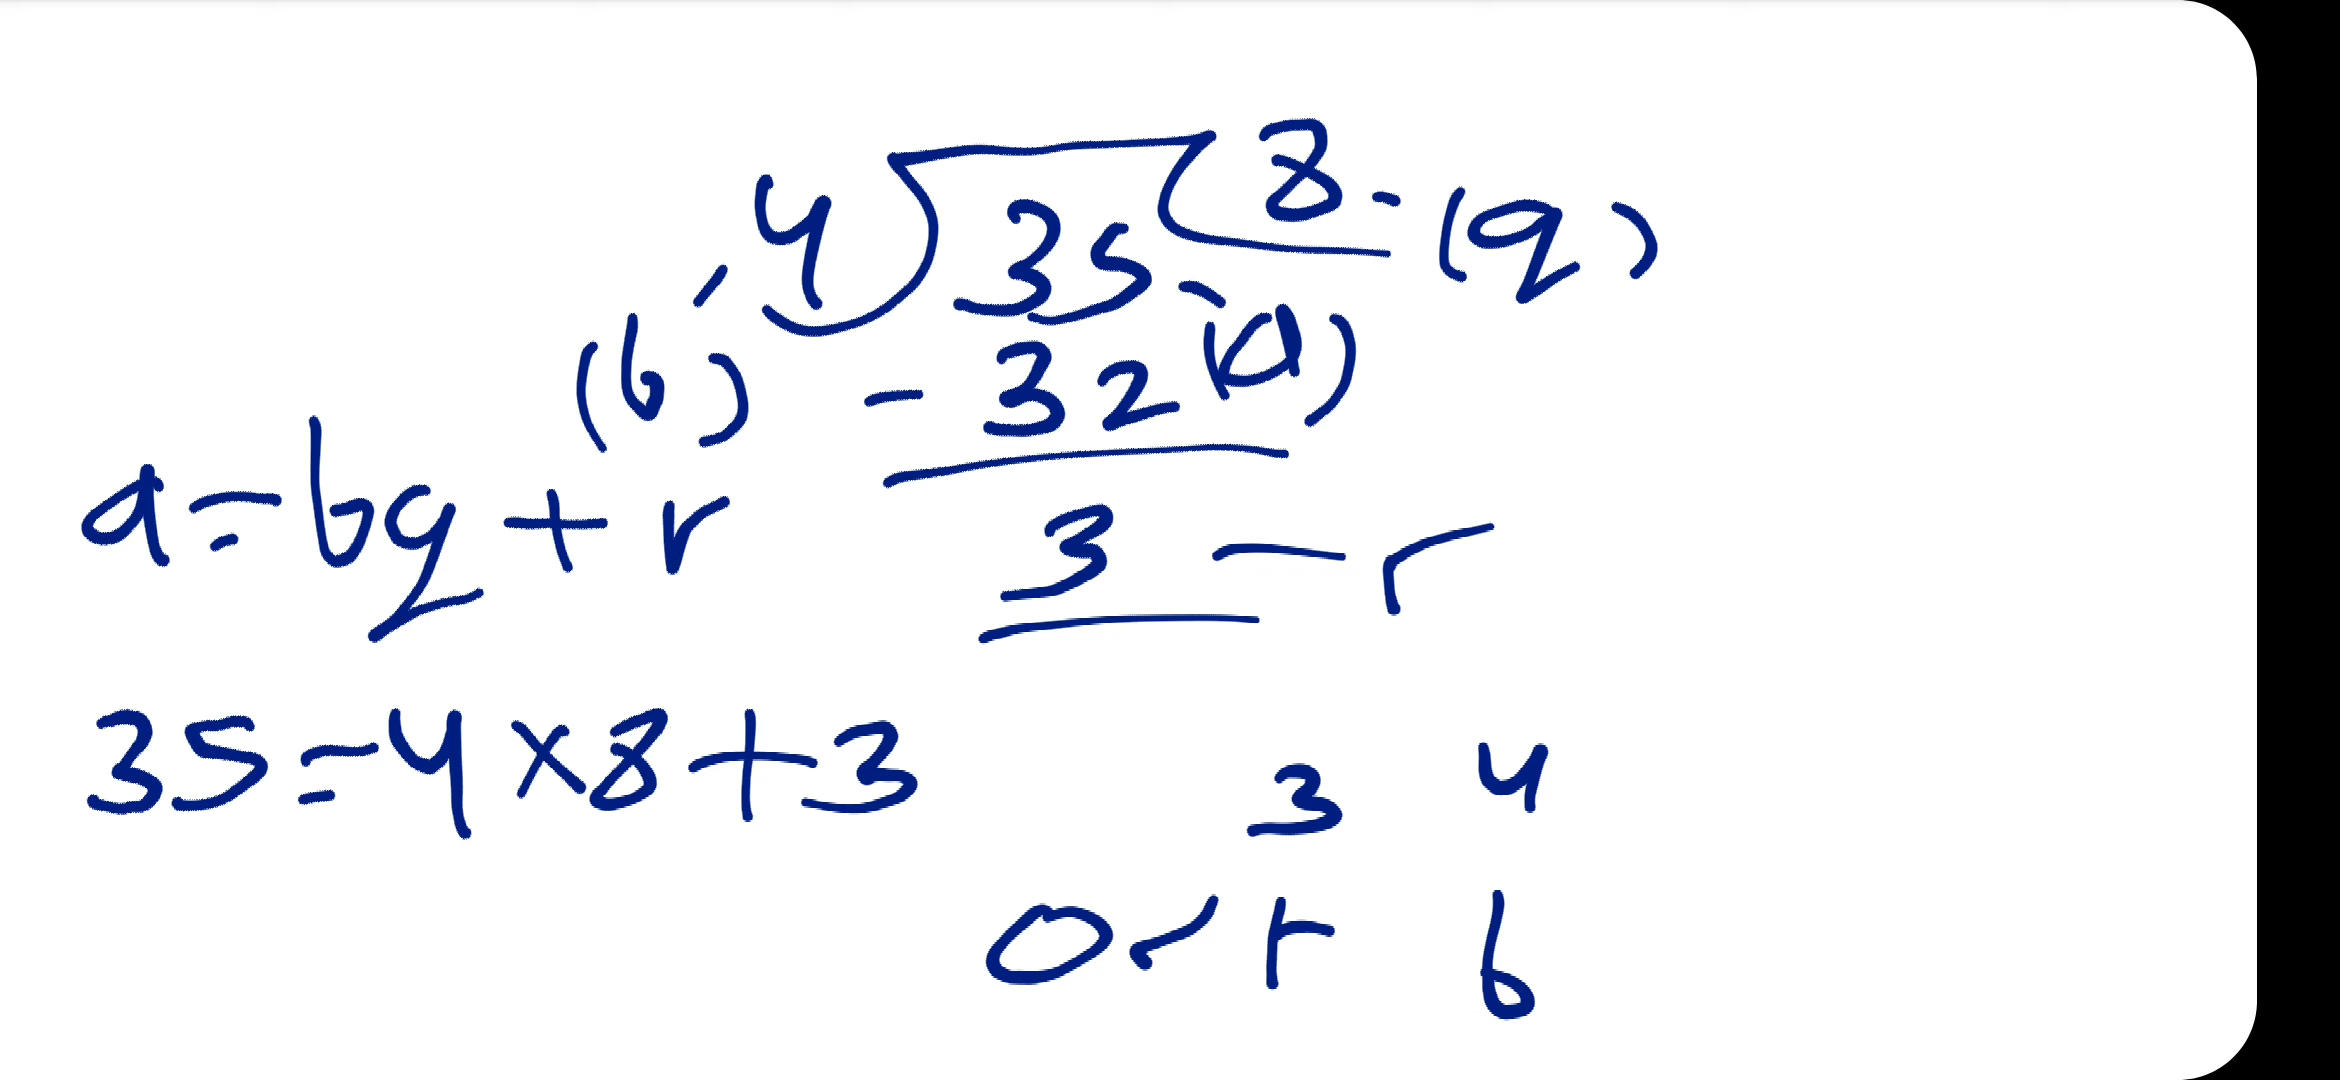 4) 35 ( 8 - (q)
(b) - 32 (a)
a = bq + r 3 — r
35 = 4 × 8 + 3
3 4
0 < r b